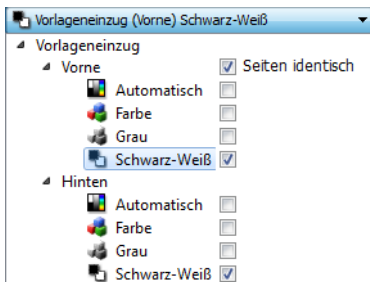 Vorlageneinzug (Vorne) Schwarz-Weiß
Vorlageneinzug
Vorne Seiten identisch
Automatisch
Farbe
Grau
Schwarz-Weiß
Hinten
Automatisch
Farbe
Grau
Schwarz-Weiß